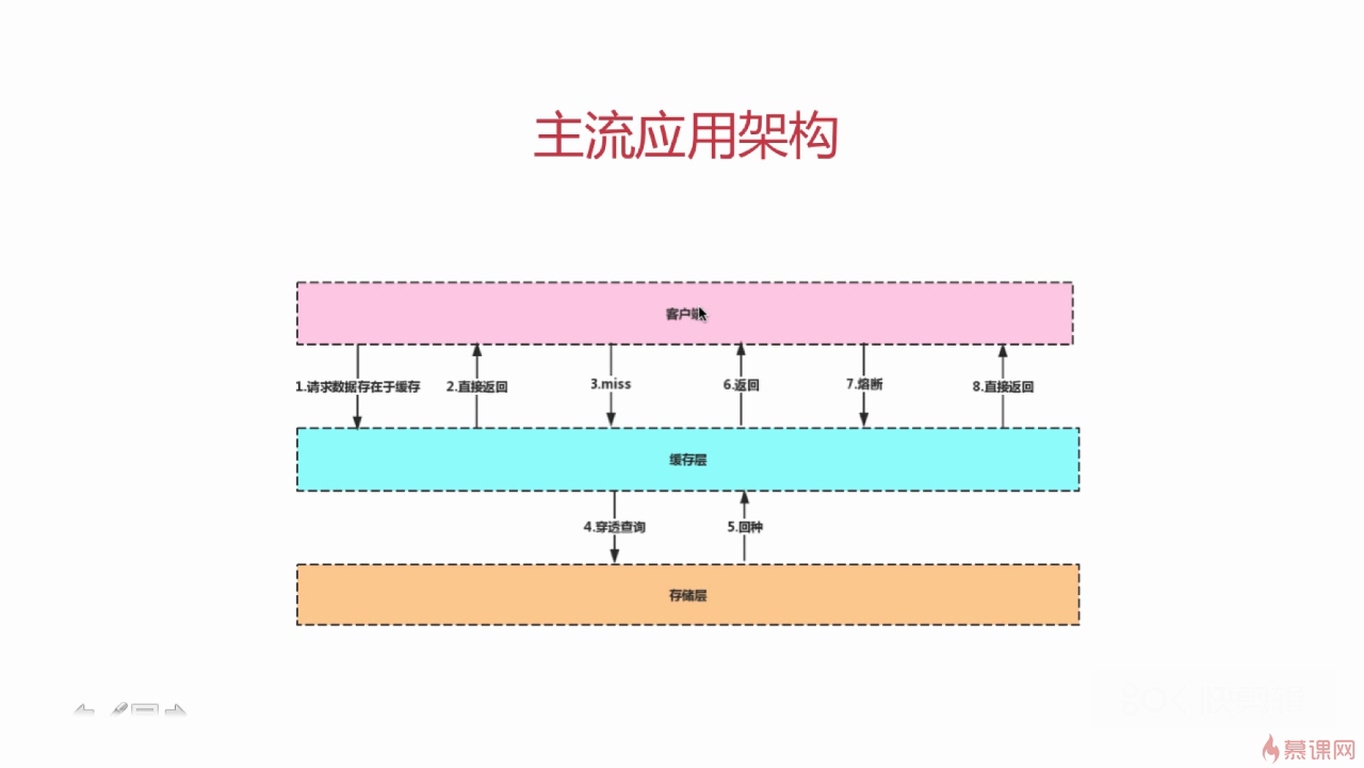 主流应用架构
客户端
1.请求数据存在于缓存
2.直接返回
3.miss
6.返回
7.熔断
8.直接返回
缓存层
4.穿透查询
5.回种
存储层
慕课网